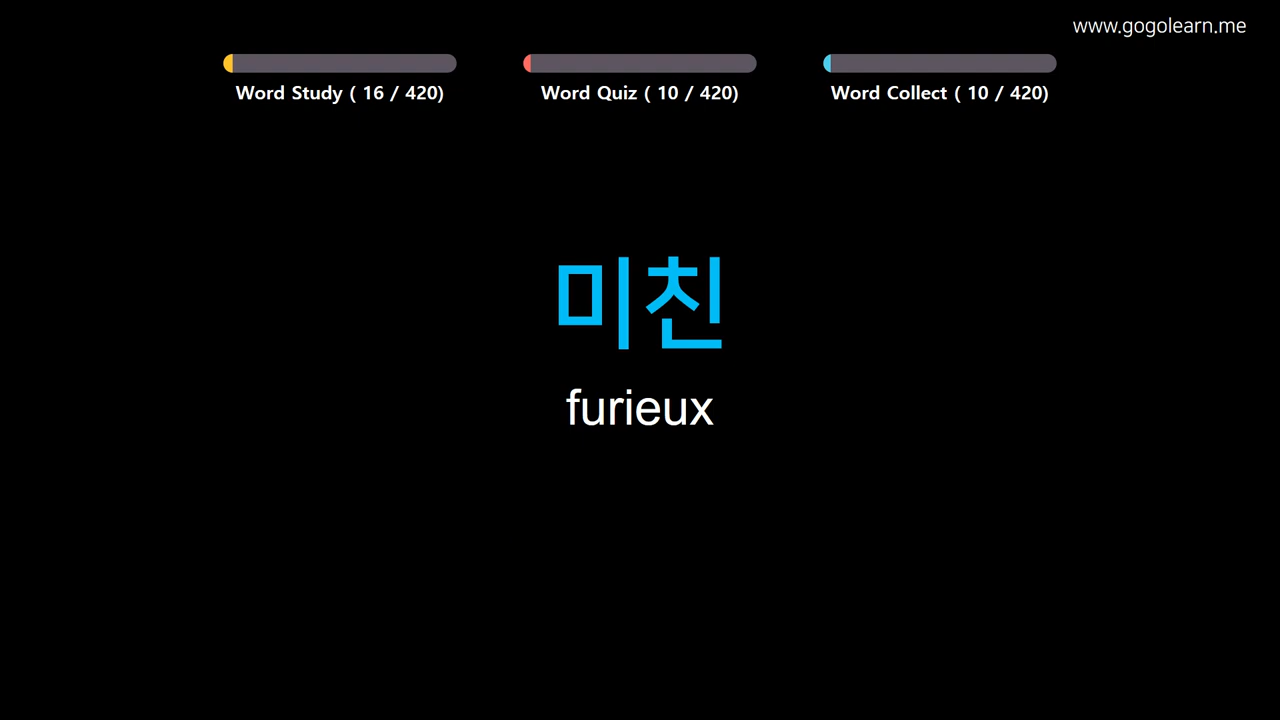 www.gogolearn.me
Word Study ( 16 / 420)
Word Quiz ( 10 / 420)
Word Collect ( 10 / 420)
미친
furieux